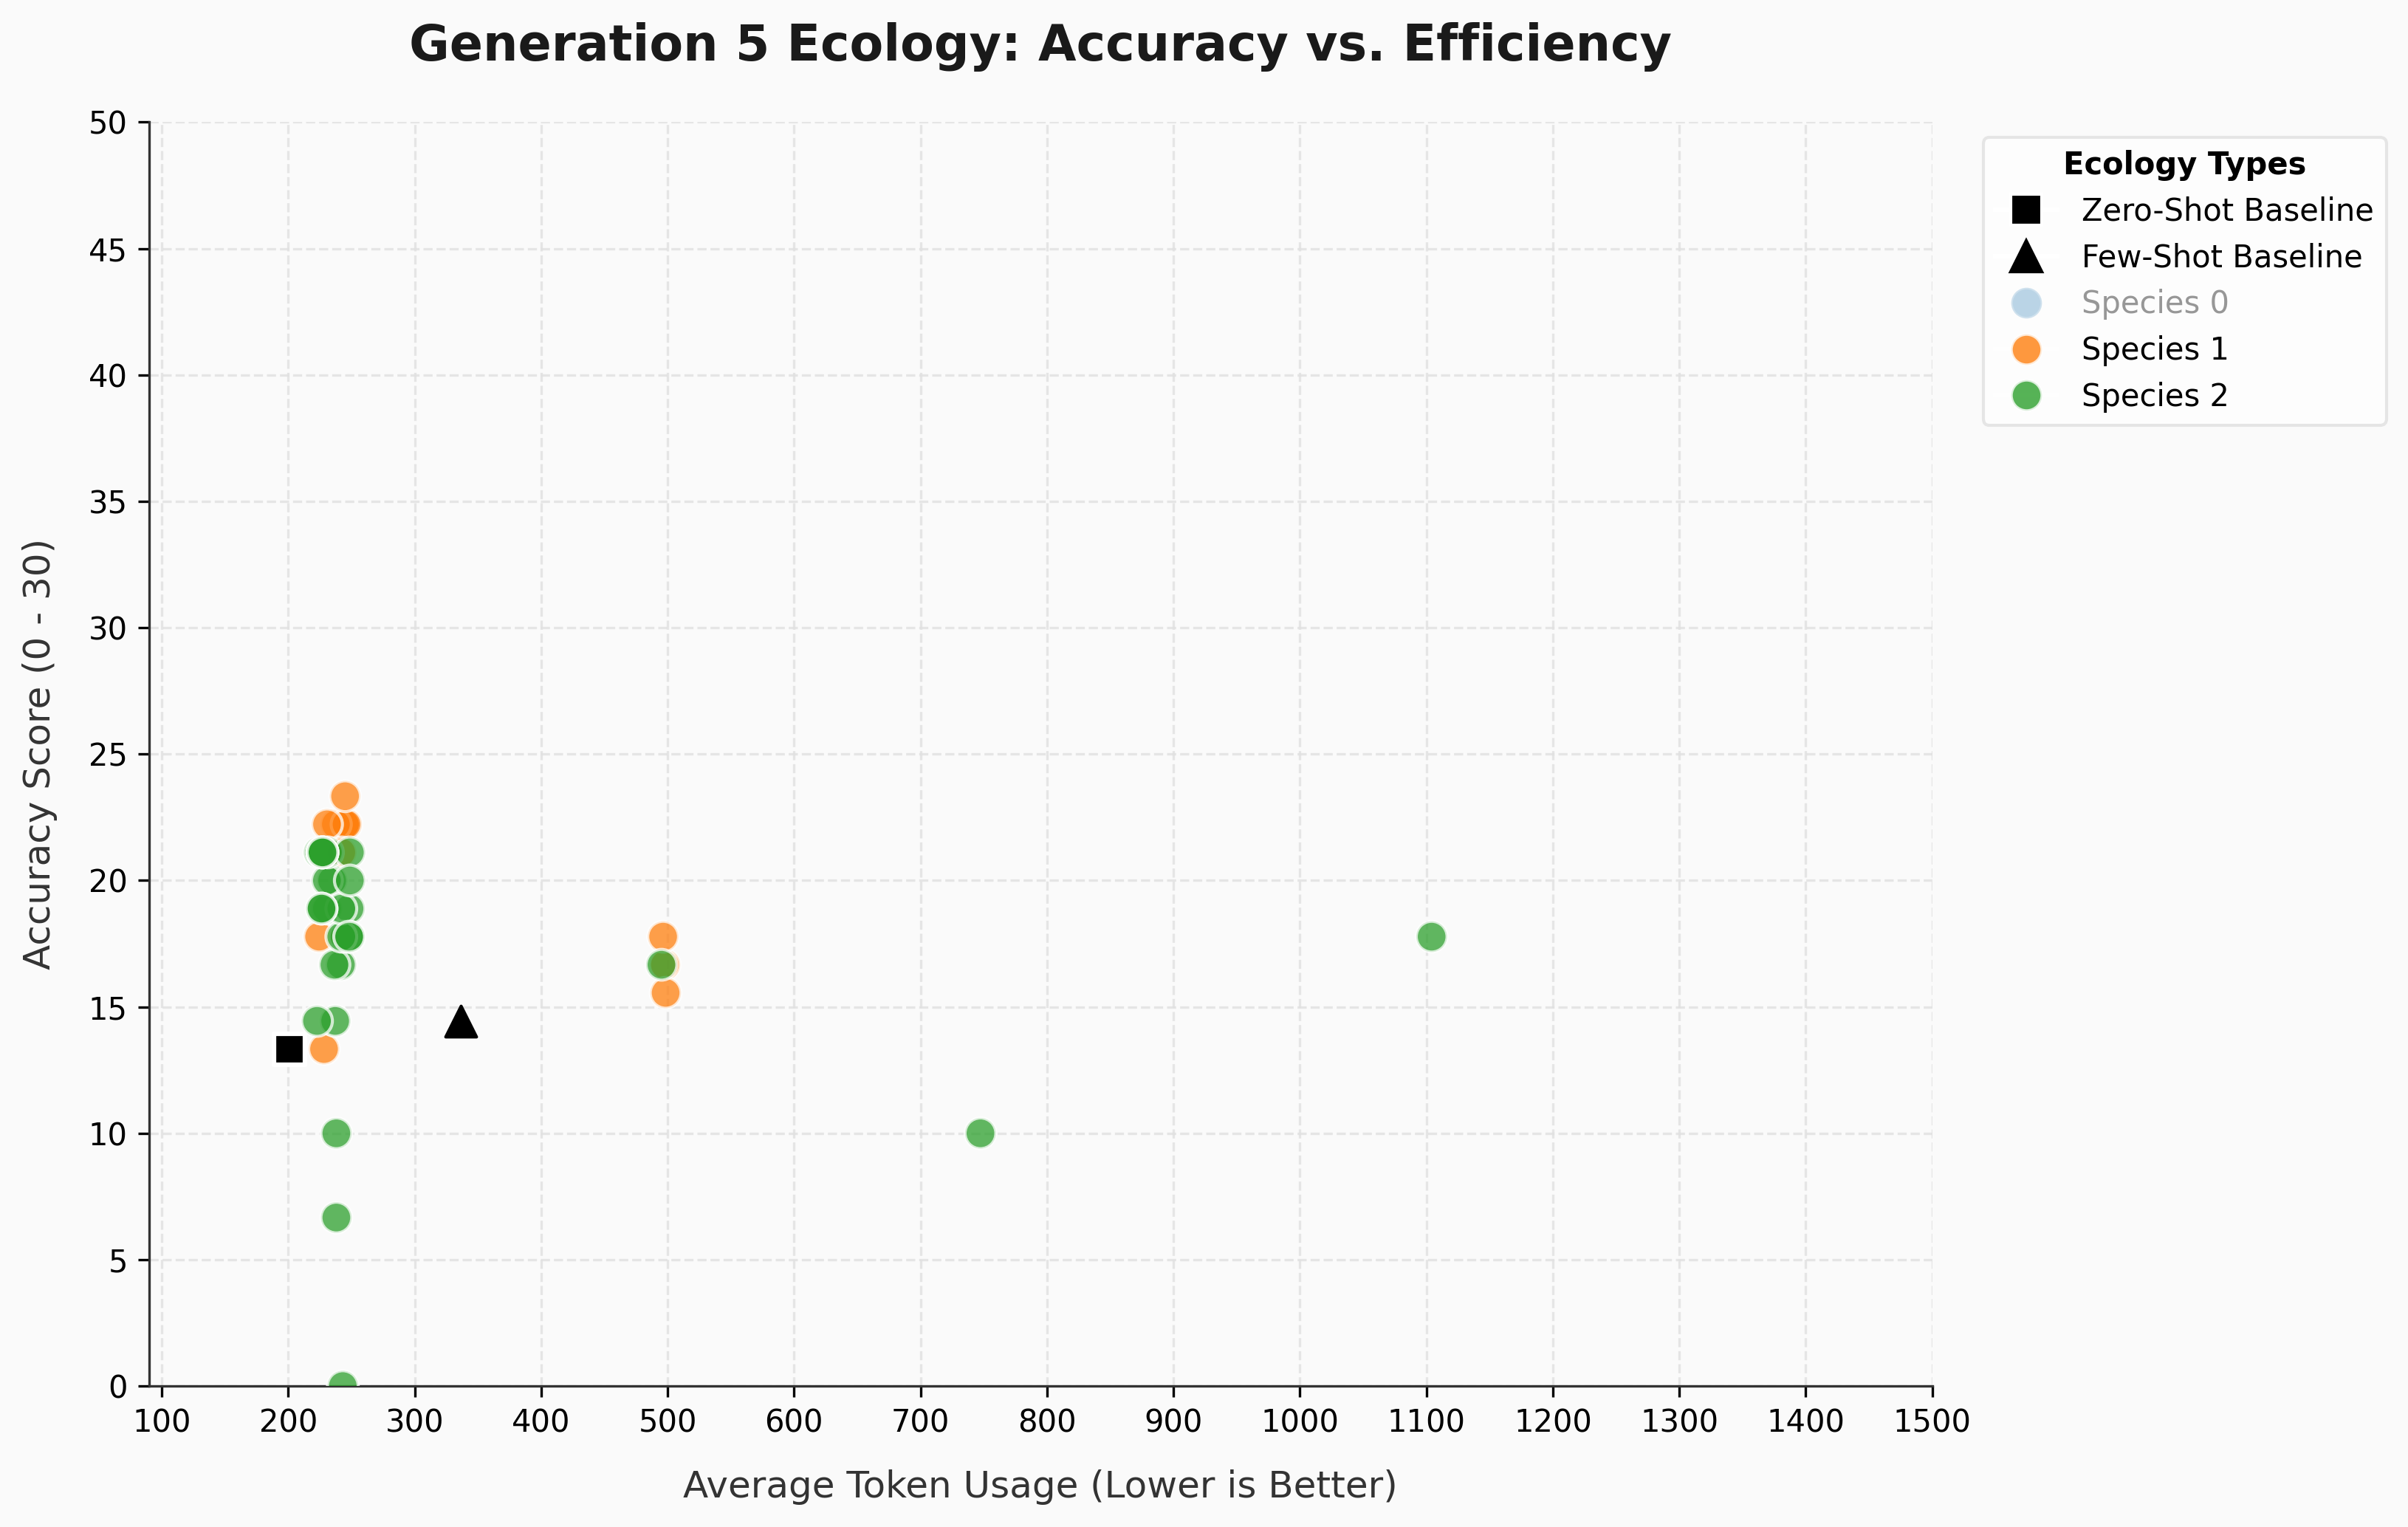 Generation 5 Ecology: Accuracy vs. Efficiency
Accuracy Score (0 - 30)
50
45
40
35
30
25
20
15
10
5
0
100 200 300 400 500 600 700 800 900 1000 1100 1200 1300 1400 1500
Average Token Usage (Lower is Better)
Ecology Types
Zero-Shot Baseline
Few-Shot Baseline
Species 0
Species 1
Species 2